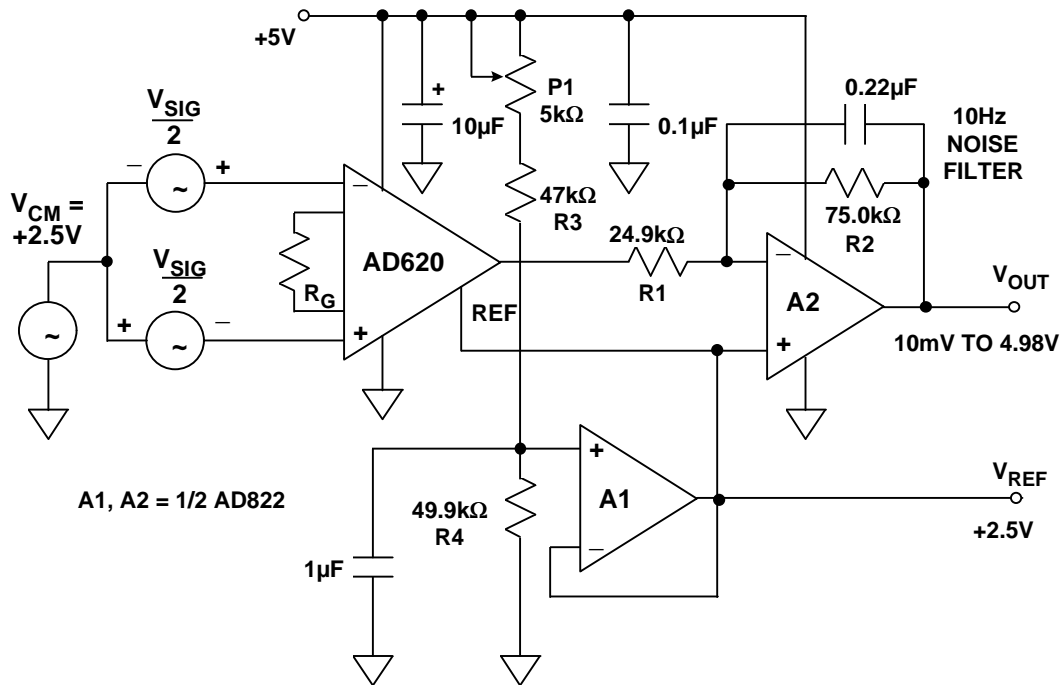 +5V
P1
5kΩ
+
10µF
0.1µF
0.22µF
10Hz
NOISE
FILTER
V_SIG
2
− + ~
V_CM =
+2.5V
V_SIG
2
+ − ~
~
−
AD620
+
R_G
REF
47kΩ
R3
24.9kΩ
R1
75.0kΩ
R2
−
A2
+
V_OUT
10mV TO 4.98V
A1, A2 = 1/2 AD822
49.9kΩ
R4
1µF
+
A1
−
V_REF
+2.5V